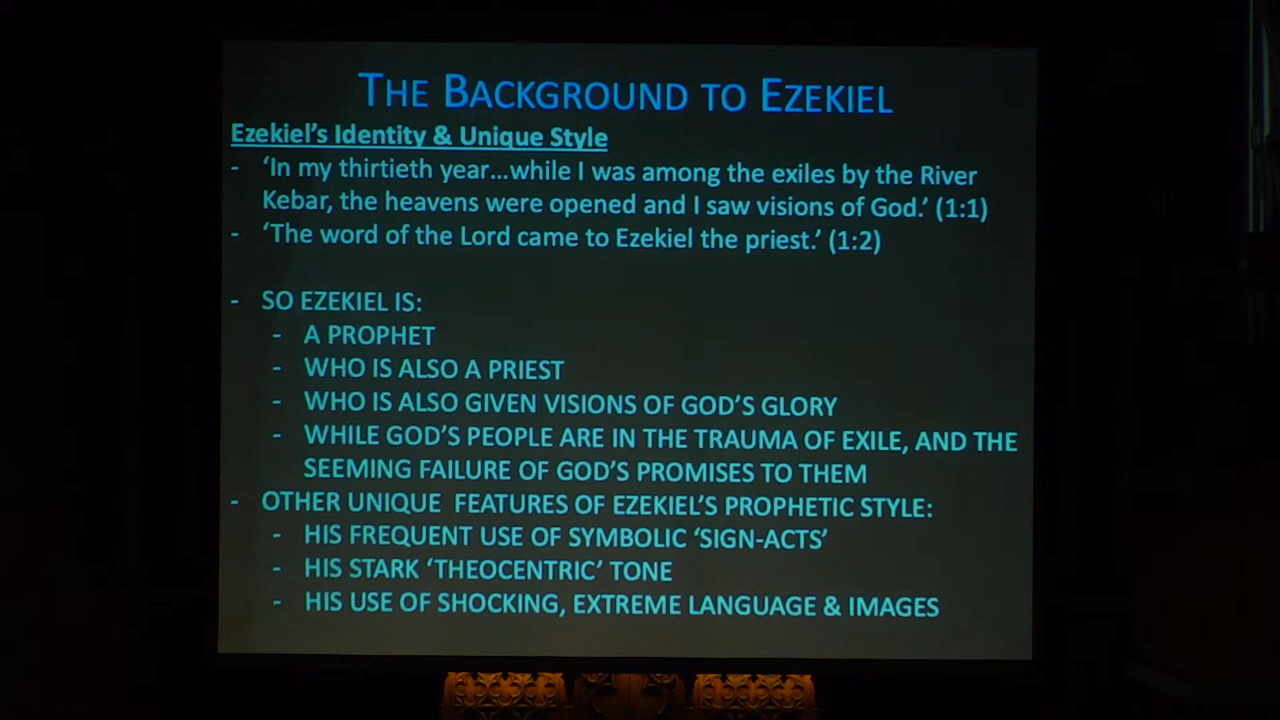 THE BACKGROUND TO EZEKIEL
Ezekiel's Identity & Unique Style
- 'In my thirtieth year...while I was among the exiles by the River
Kebar, the heavens were opened and I saw visions of God.' (1:1)
- 'The word of the Lord came to Ezekiel the priest.' (1:2)
- SO EZEKIEL IS:
- A PROPHET
- WHO IS ALSO A PRIEST
- WHO IS ALSO GIVEN VISIONS OF GOD'S GLORY
- WHILE GOD'S PEOPLE ARE IN THE TRAUMA OF EXILE, AND THE
SEEMING FAILURE OF GOD'S PROMISES TO THEM
- OTHER UNIQUE FEATURES OF EZEKIEL'S PROPHETIC STYLE:
- HIS FREQUENT USE OF SYMBOLIC 'SIGN-ACTS'
- HIS STARK 'THEOCENTRIC' TONE
- HIS USE OF SHOCKING, EXTREME LANGUAGE & IMAGES